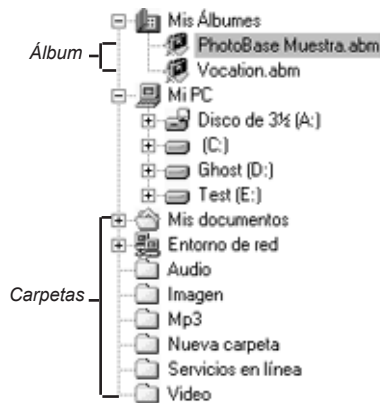 Mis Álbumes
PhotoBase Muestra.abm
Álbum
Vocation.abm
Mi PC
Disco de 3½ (A:)
(C:)
Ghost (D:)
Test (E:)
Mis documentos
Entorno de red
Audio
Carpetas
Imagen
Mp3
Nueva carpeta
Servicios en línea
Video